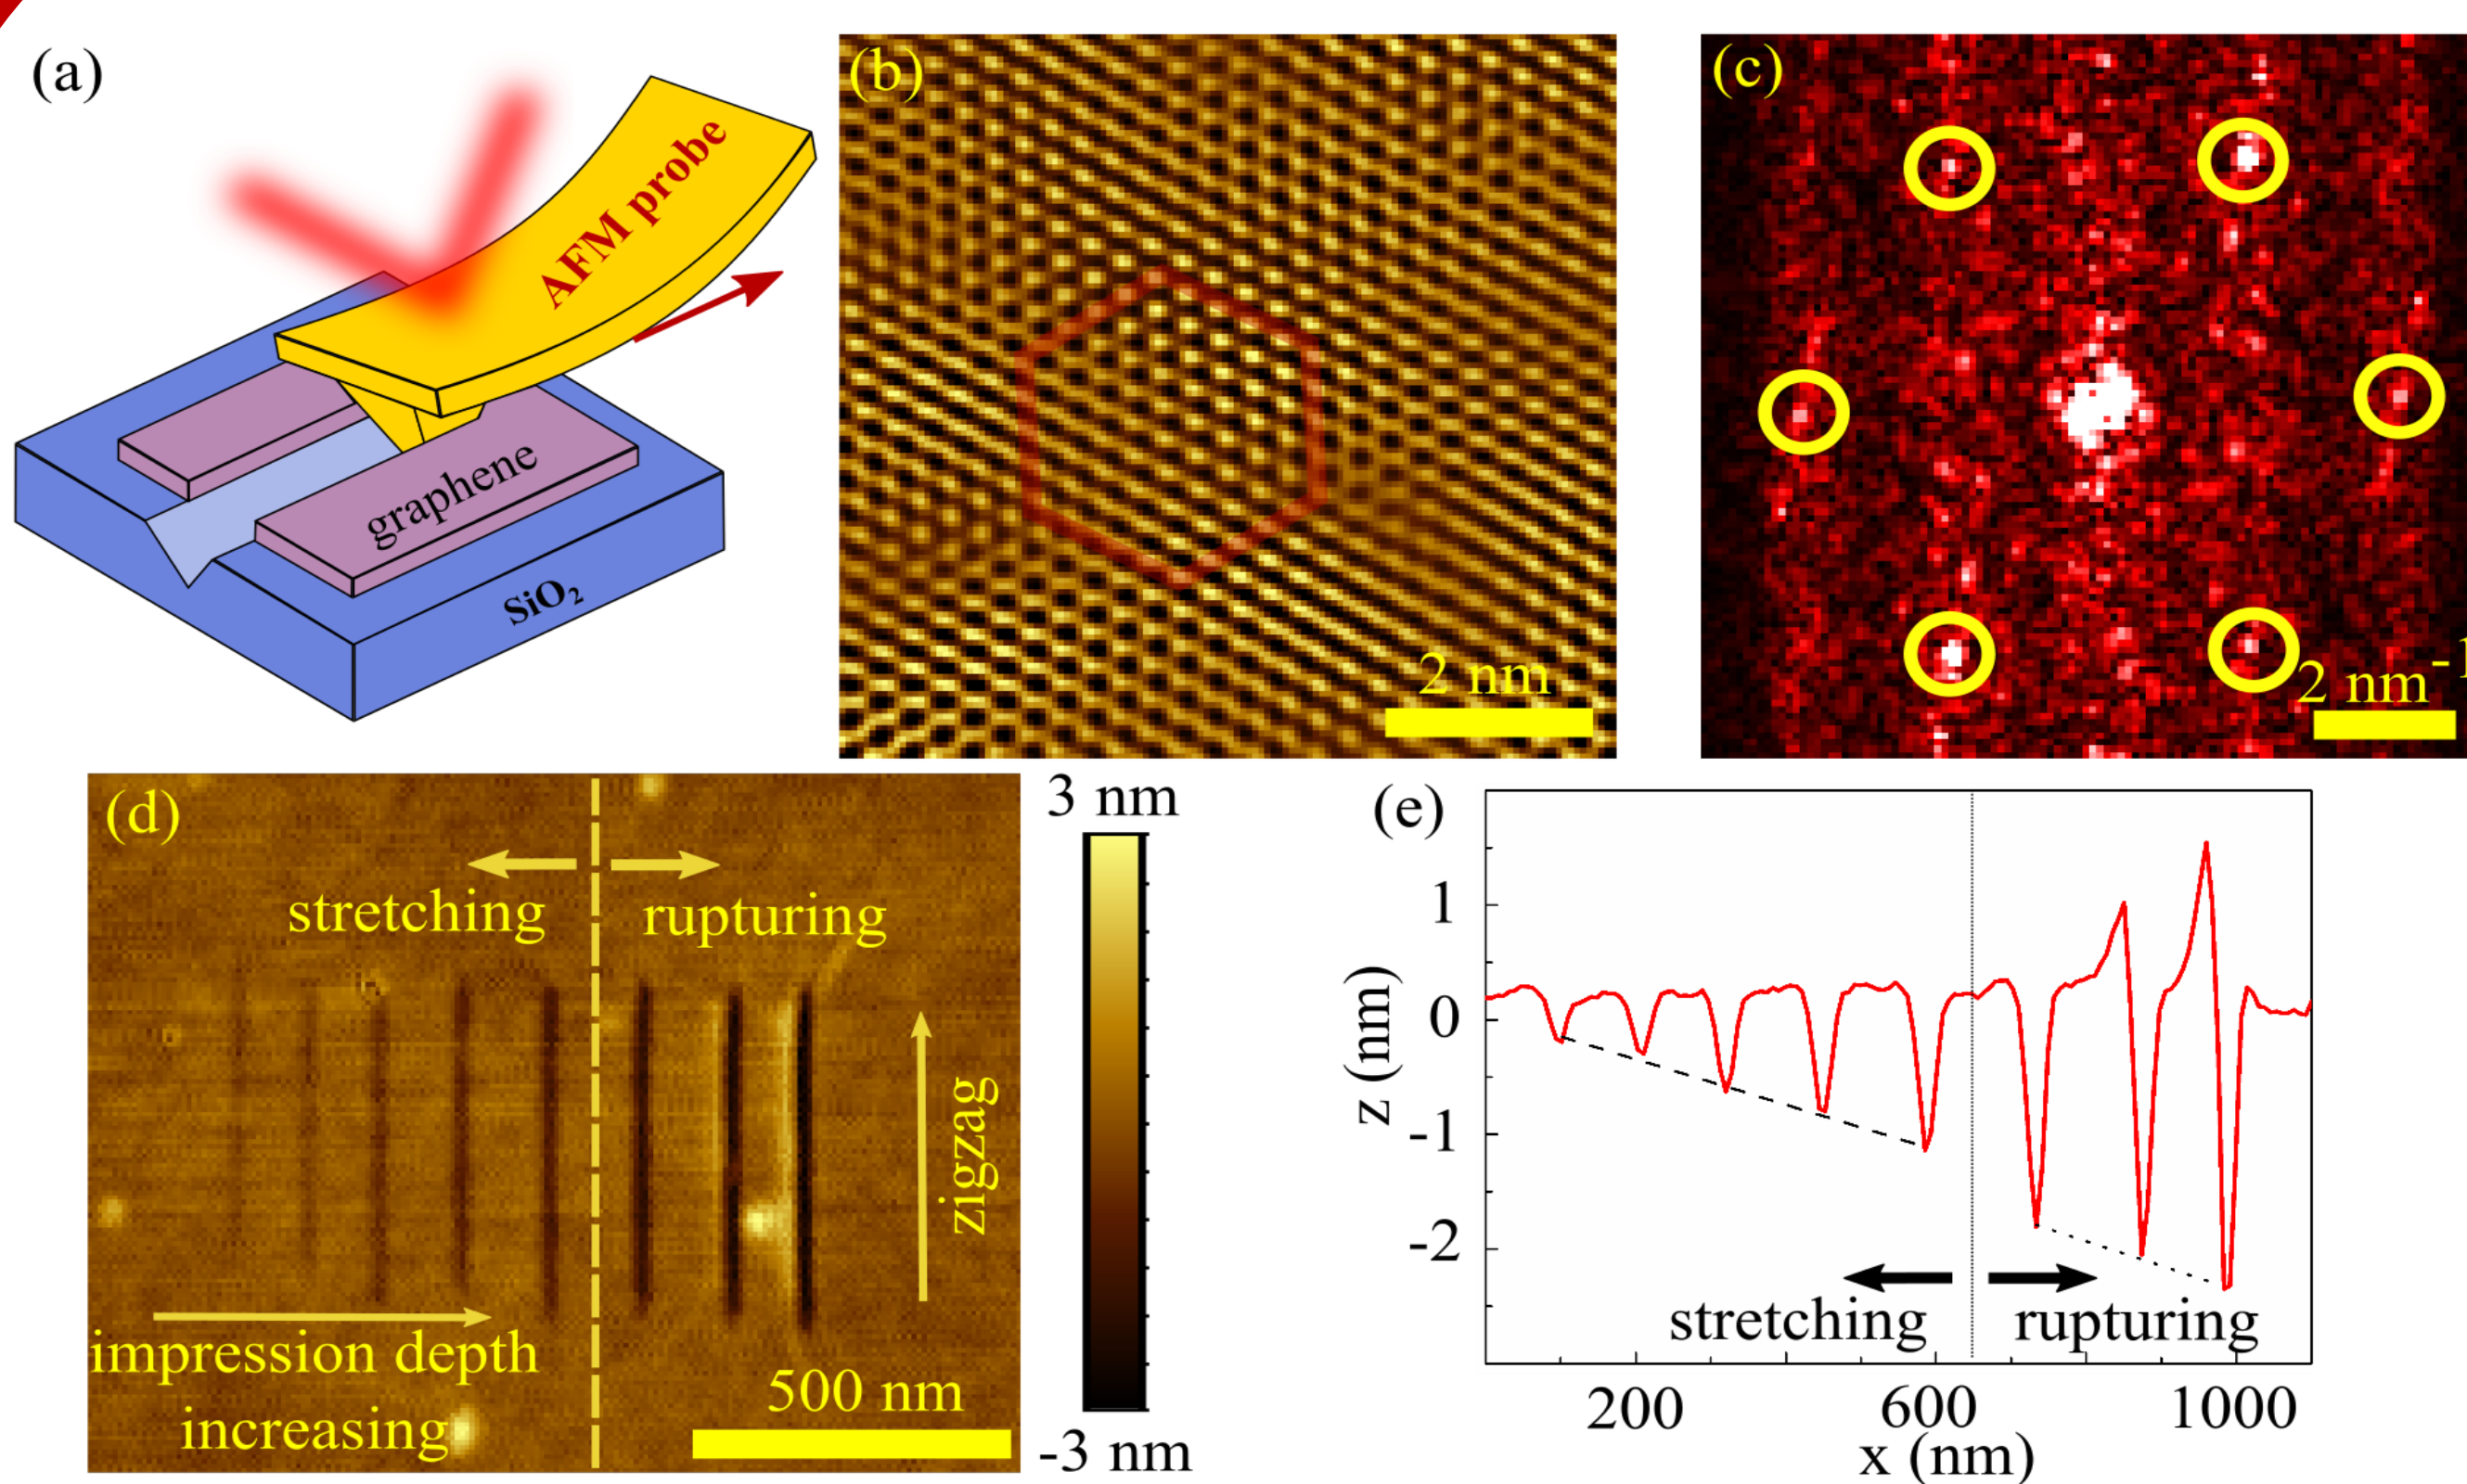 (a)
AFM probe
graphene
SiO₂
(b)
2 nm
(c)
2 nm⁻¹
(d)
stretching
rupturing
zigzag
impression depth
increasing
500 nm
3 nm
-3 nm
(e)
z (nm)
1
0
-1
-2
stretching
rupturing
200
600
1000
x (nm)